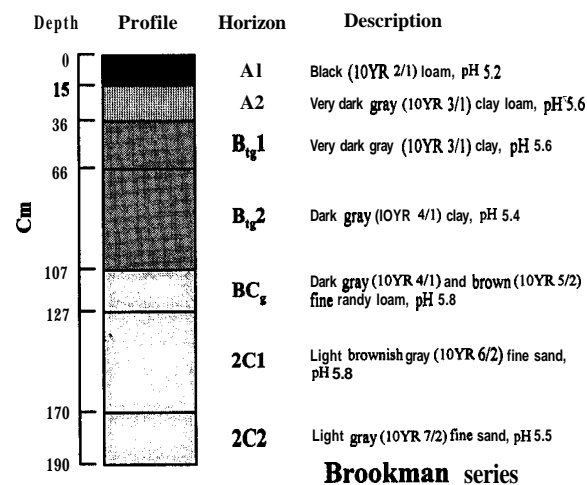 Depth Profile Horizon Description
0
A1 Black (10YR 2/1) loam, pH 5.2
15
A2 Very dark gray (10YR 3/1) clay loam, pH 5.6
36
Btg1 Very dark gray (10YR 3/1) clay, pH 5.6
66
Cm
Btg2 Dark gray (IOYR 4/1) clay, pH 5.4
107
BCg Dark gray (10YR 4/1) and brown (10YR 5/2)
fine randy loam, pH 5.8
127
2C1 Light brownish gray (10YR 6/2) fine sand,
pH 5.8
170
2C2 Light gray (10YR 7/2) fine sand, pH 5.5
190
Brookman series